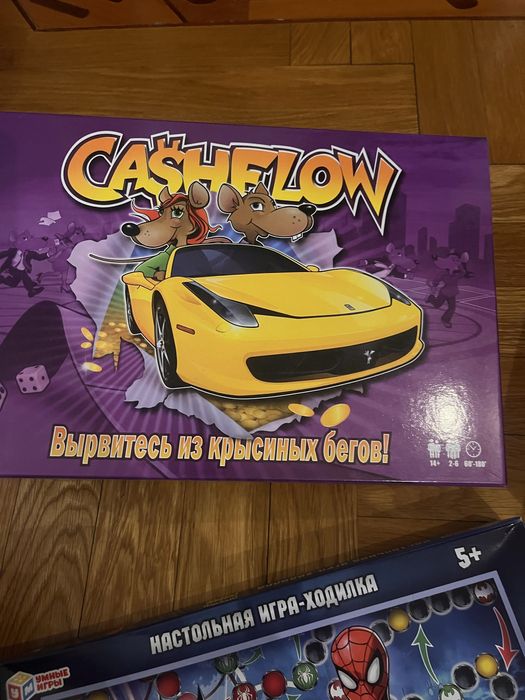 CA$HFLOW
Вырвитесь из крысиных бегов!
14+ 2-6 60'-180'
5+
НАСТОЛЬНАЯ ИГРА-ХОДИЛКА
УМНЫЕ
ИГРЫ